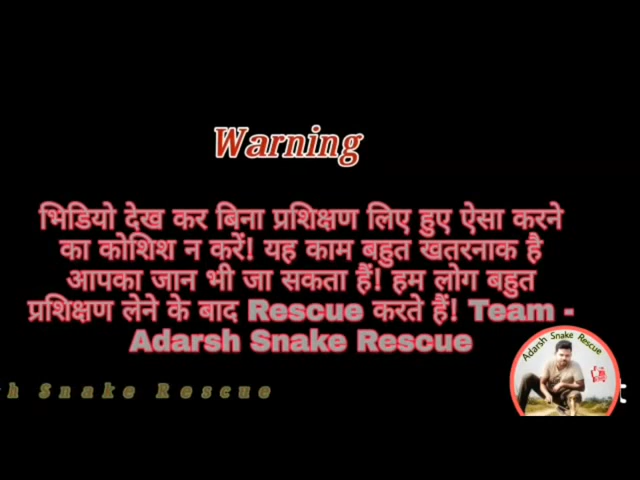 Warning
भिडियो देख कर बिना प्रशिक्षण लिए हुए ऐसा करने
का कोशिश न करें! यह काम बहुत खतरनाक है
आपका जान भी जा सकता हैं! हम लोग बहुत
प्रशिक्षण लेने के बाद Rescue करते हैं! Team -
Adarsh Snake Rescue
Adarsh Snake Rescue
h Snake Rescue
t